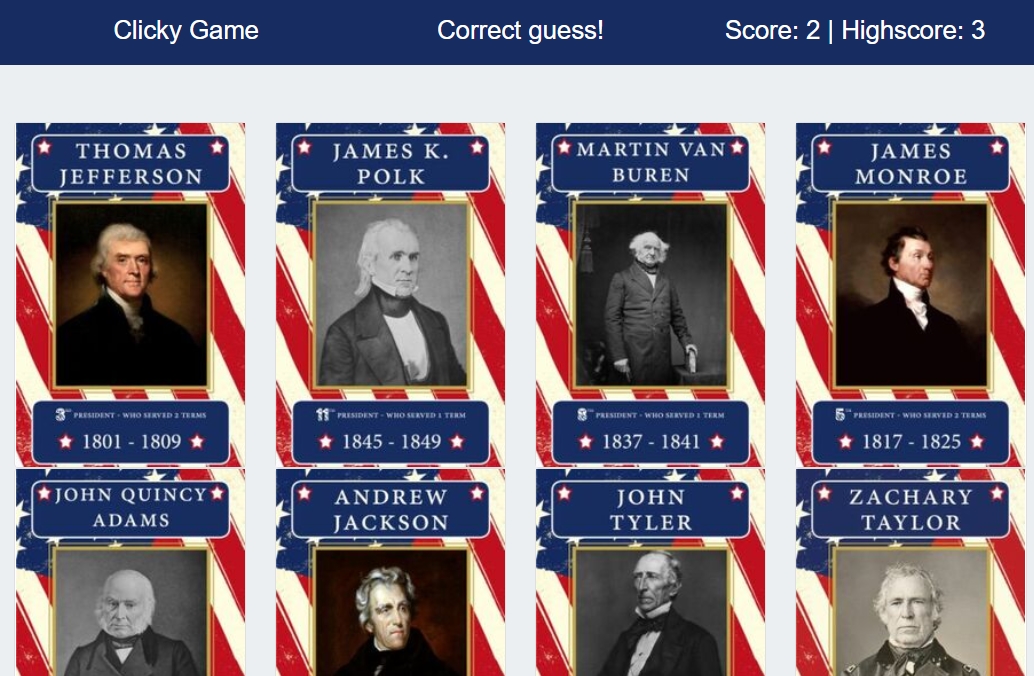 Clicky Game
Correct guess!
Score: 2 | Highscore: 3
THOMAS
JEFFERSON
3RD PRESIDENT - WHO SERVED 2 TERMS
1801 - 1809
JAMES K.
POLK
11TH PRESIDENT - WHO SERVED 1 TERM
1845 - 1849
MARTIN VAN
BUREN
8TH PRESIDENT - WHO SERVED 1 TERM
1837 - 1841
JAMES
MONROE
5TH PRESIDENT - WHO SERVED 2 TERMS
1817 - 1825
JOHN QUINCY
ADAMS
ANDREW
JACKSON
JOHN
TYLER
ZACHARY
TAYLOR